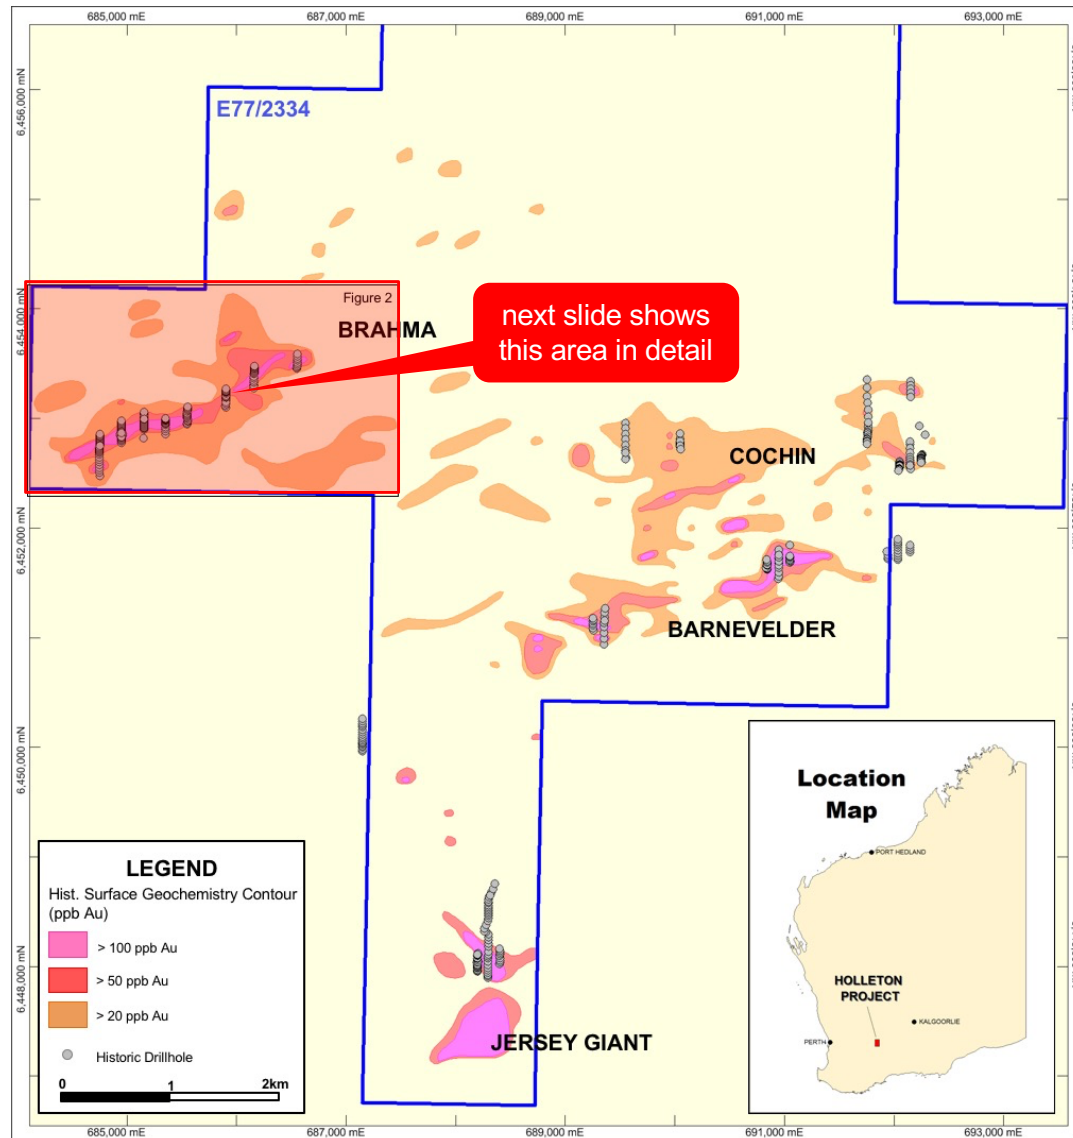 685,000 mE
687,000 mE
689,000 mE
691,000 mE
693,000 mE
6,456,000 mN
6,454,000 mN
6,452,000 mN
6,450,000 mN
6,448,000 mN
E77/2334
Figure 2
BRAHMA
next slide shows
this area in detail
COCHIN
BARNEVELDER
JERSEY GIANT
LEGEND
Hist. Surface Geochemistry Contour
(ppb Au)
> 100 ppb Au
> 50 ppb Au
> 20 ppb Au
Historic Drillhole
0
1
2km
Location
Map
PORT HEDLAND
HOLLETON
PROJECT
KALGOORLIE
PERTH
685,000 mE
687,000 mE
689,000 mE
691,000 mE
693,000 mE